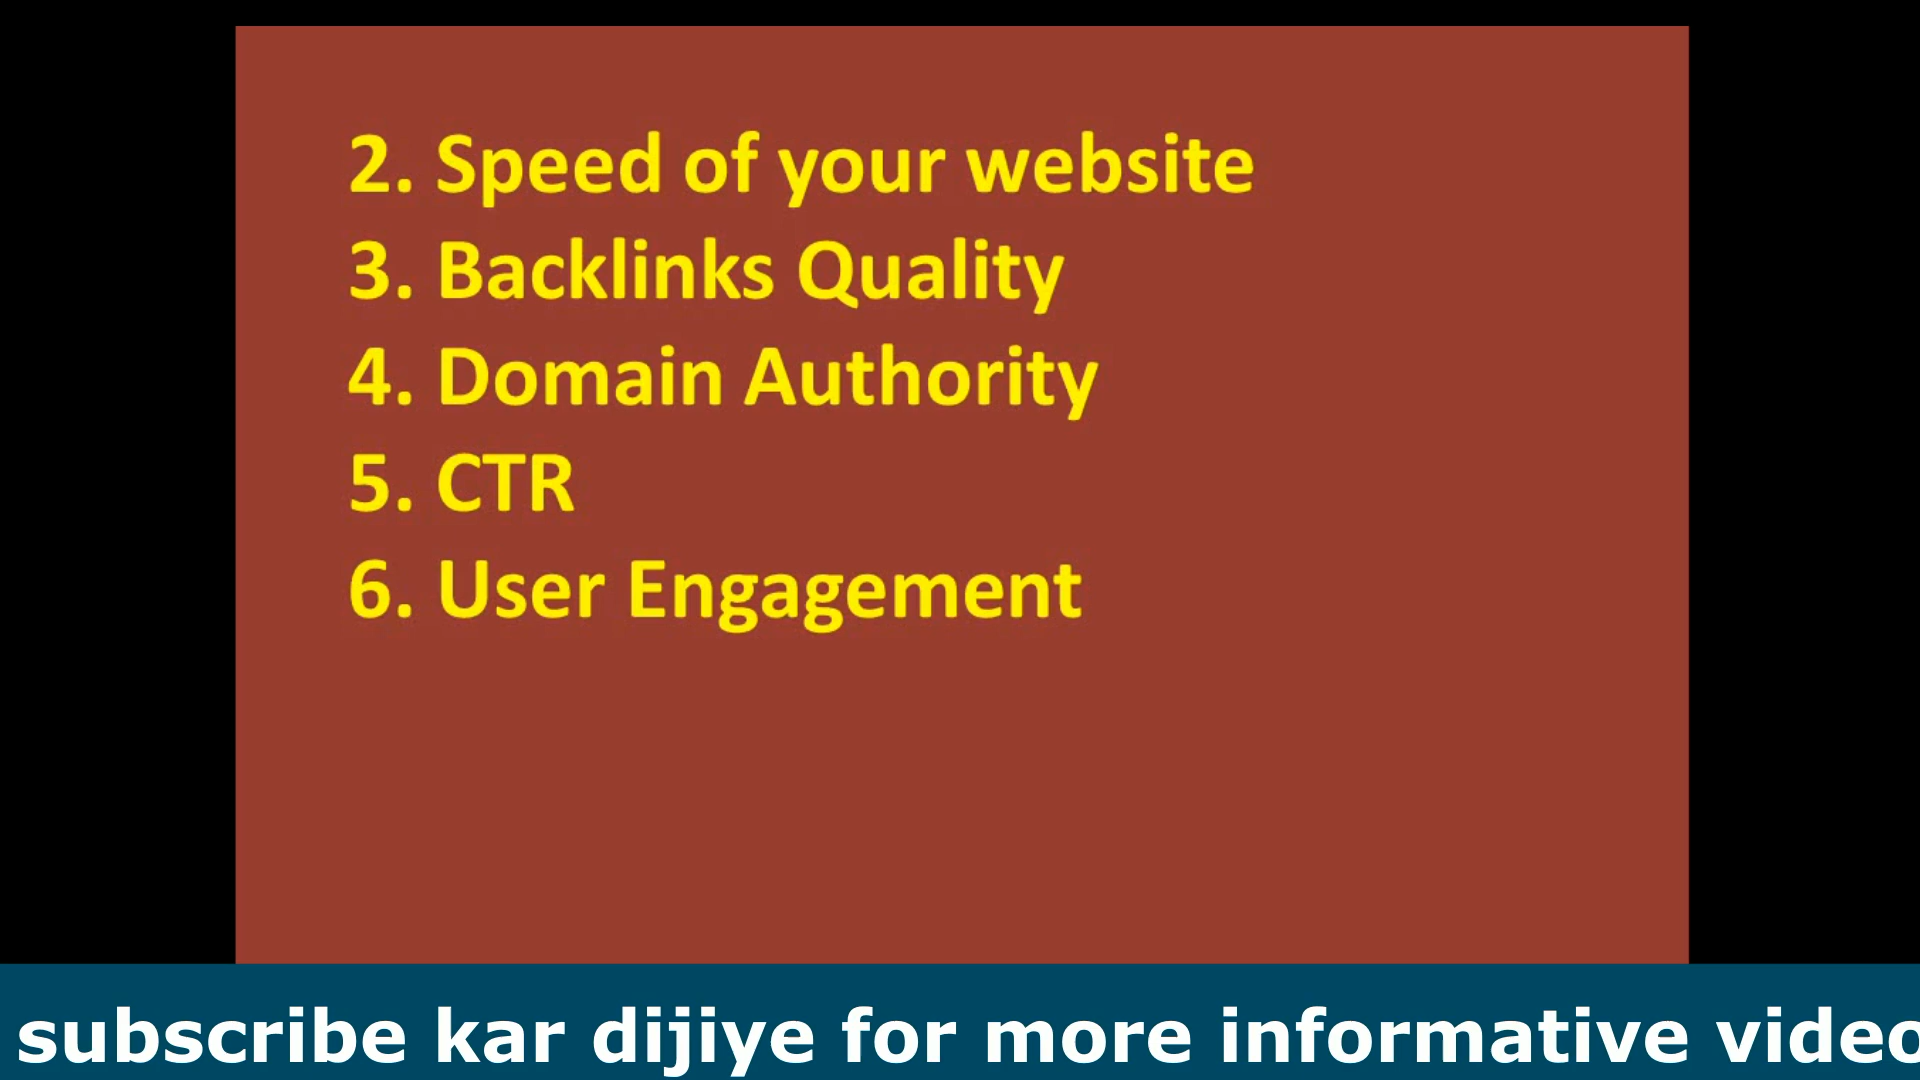 2. Speed of your website
3. Backlinks Quality
4. Domain Authority
5. CTR
6. User Engagement
subscribe kar dijiye for more informative video